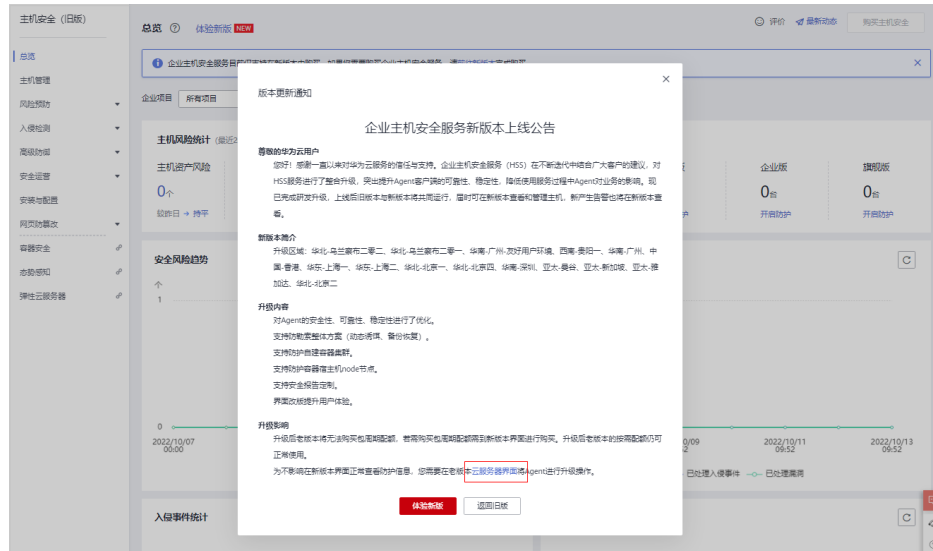 主机安全（旧版）
总览
主机管理
风险预防
入侵检测
高级防御
安全运营
安装与配置
网页防篡改
容器安全
态势感知
弹性云服务器
总览
体验新版 NEW
评价
最新动态
购买主机安全
企业项目
所有项目
主机风险统计
主机资产风险
0个
较昨日 → 持平
企业版
0台
开启防护
旗舰版
0台
开启防护
安全风险趋势
个
1
0
2022/10/07
00:00
2022/10/11
09:52
2022/10/13
09:52
已处理入侵事件
已处理漏洞
入侵事件统计
版本更新通知
企业主机安全服务新版本上线公告
尊敬的华为云用户
您好！感谢一直以来对华为云服务的信任与支持。企业主机安全服务（HSS）在不断迭代中结合广大客户的建议，对
HSS服务进行了整合升级，突出提升Agent客户端的可靠性、稳定性，降低使用服务过程中Agent对业务的影响。现
已完成研发升级，上线后旧版本与新版本将共同运行，届时可在新版本查看和管理主机，新产生告警也将在新版本查
看。
新版本简介
升级区域：华北-乌兰察布二零二、华北-乌兰察布二零一、华南-广州-友好用户环境、西南-贵阳一、华南-广州、中
国-香港、华东-上海一、华东-上海二、华北-北京一、华北-北京四、华南-深圳、亚太-曼谷、亚太-新加坡、亚太-雅
加达、华北-北京二
升级内容
对Agent的安全性、可靠性、稳定性进行了优化。
支持防勒索整体方案（动态诱饵、备份恢复）。
支持防护自建容器集群。
支持防护容器宿主机node节点。
支持安全报告定制。
界面改版提升用户体验。
升级影响
升级后老版本将无法购买包周期配额，若需购买包周期配额需到新版本界面进行购买。升级后老版本的按需配额仍可
正常使用。
为不影响在新版本界面正常查看防护信息，您需要在老版本云服务器界面将Agent进行升级操作。
体验新版
返回旧版